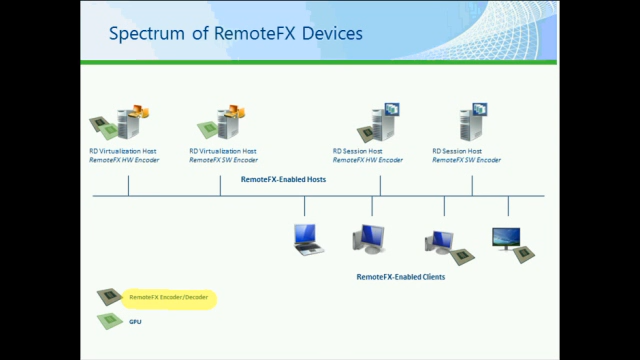 Spectrum of RemoteFX Devices
RD Virtualization Host
RemoteFX HW Encoder
RD Virtualization Host
RemoteFX SW Encoder
RD Session Host
RemoteFX HW Encoder
RD Session Host
RemoteFX SW Encoder
RemoteFX-Enabled Hosts
RemoteFX-Enabled Clients
RemoteFX Encoder/Decoder
GPU